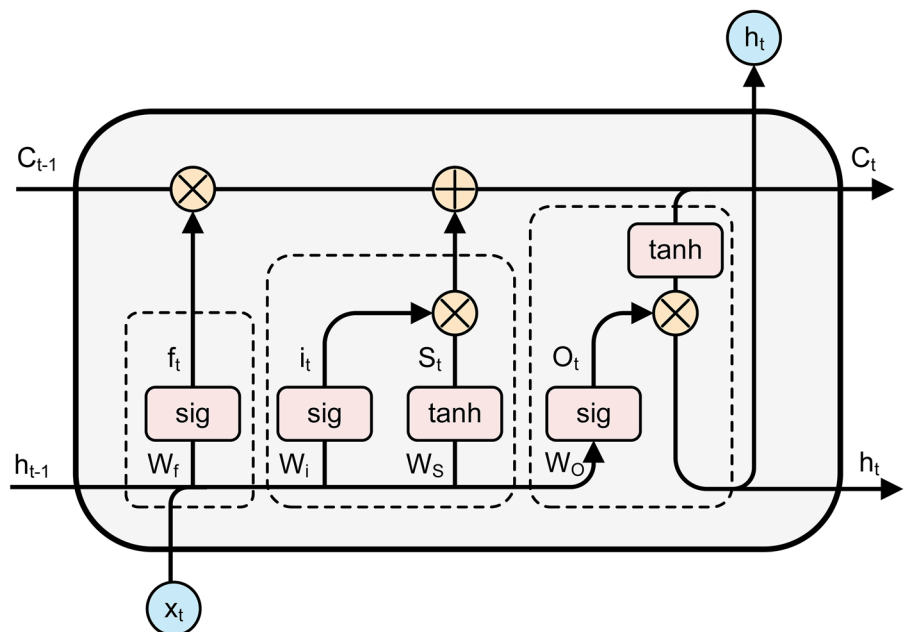 hₜ
Cₜ₋₁
Cₜ
tanh
fₜ
iₜ
Sₜ
Oₜ
sig
sig
tanh
sig
hₜ₋₁
W_f
Wᵢ
W_S
W_O
hₜ
xₜ